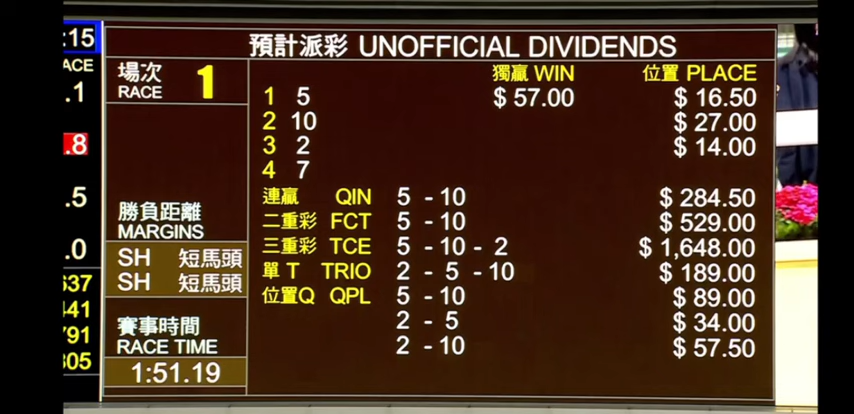 :15
ACE
.1
.8
.5
.0
637
441
791
305
預計派彩 UNOFFICIAL DIVIDENDS
場次
RACE 1
獨贏 WIN 位置 PLACE
1 5 $ 57.00 $ 16.50
2 10 $ 27.00
3 2 $ 14.00
4 7
連贏 QIN 5 - 10 $ 284.50
二重彩 FCT 5 - 10 $ 529.00
三重彩 TCE 5 - 10 - 2 $ 1,648.00
單T TRIO 2 - 5 - 10 $ 189.00
位置Q QPL 5 - 10 $ 89.00
2 - 5 $ 34.00
2 - 10 $ 57.50
勝負距離
MARGINS
SH 短馬頭
SH 短馬頭
賽事時間
RACE TIME
1:51.19